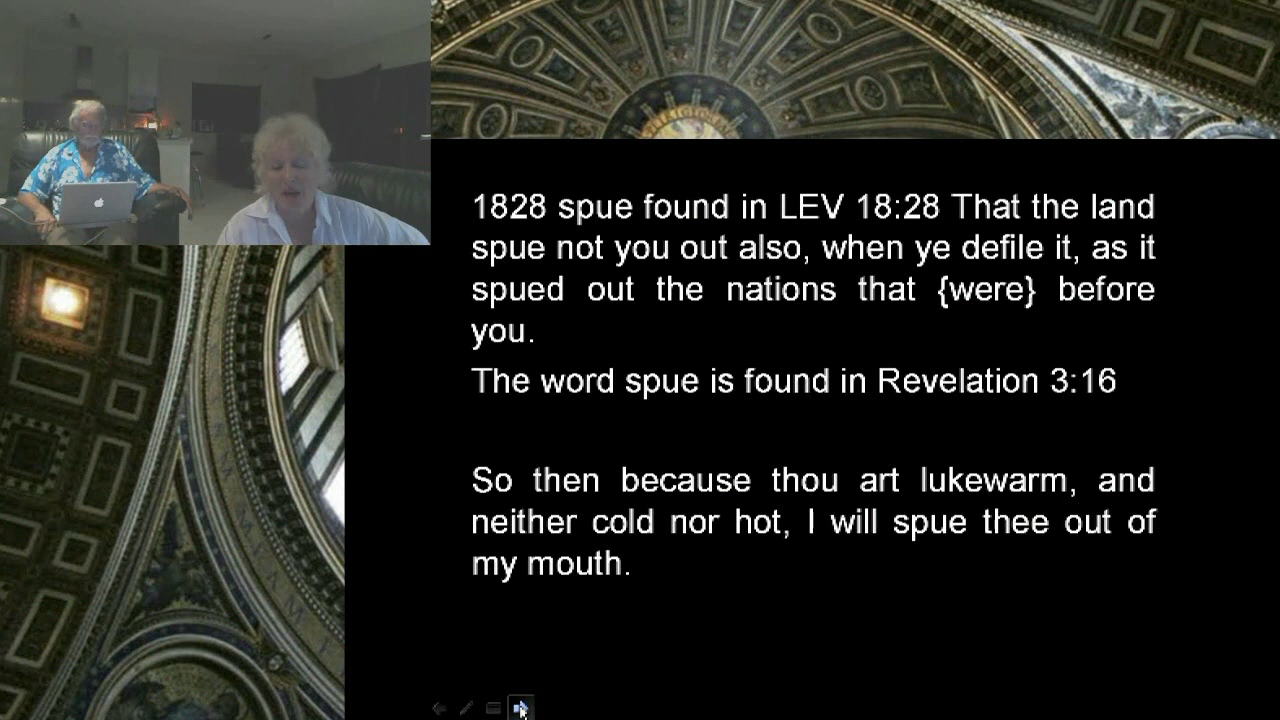 1828 spue found in LEV 18:28 That the land
spue not you out also, when ye defile it, as it
spued out the nations that {were} before
you.
The word spue is found in Revelation 3:16
So then because thou art lukewarm, and
neither cold nor hot, I will spue thee out of
my mouth.